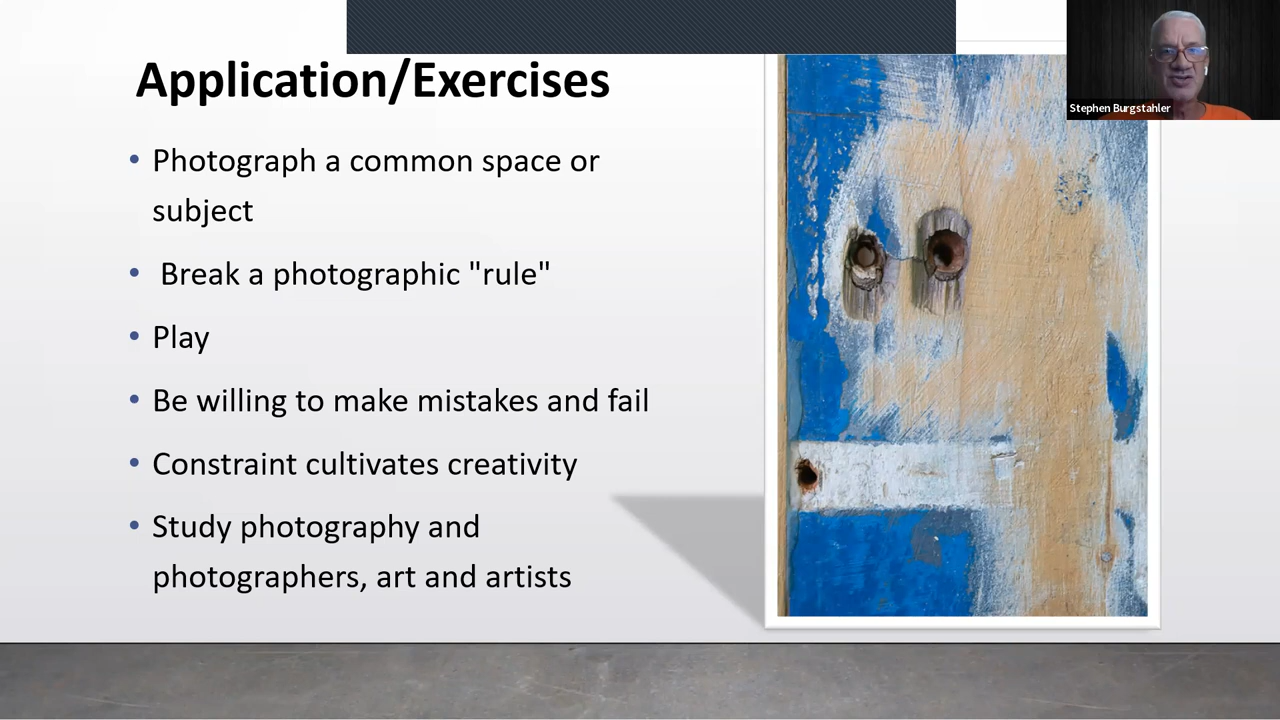 Application/Exercises
• Photograph a common space or
subject
• Break a photographic "rule"
• Play
• Be willing to make mistakes and fail
• Constraint cultivates creativity
• Study photography and
photographers, art and artists
Stephen Burgstahler